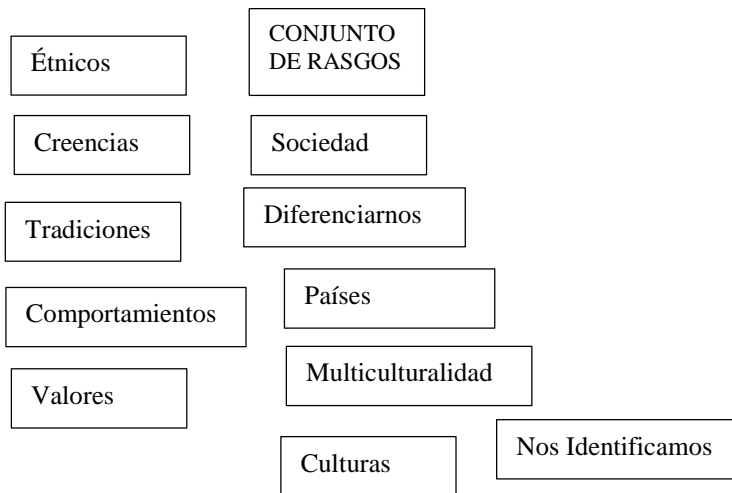 Étnicos
CONJUNTO
DE RASGOS
Creencias
Sociedad
Tradiciones
Diferenciarnos
Comportamientos
Países
Valores
Multiculturalidad
Culturas
Nos Identificamos